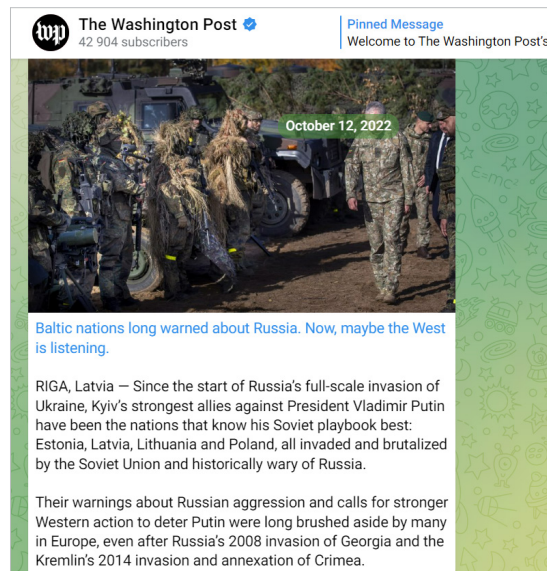 wp
The Washington Post
42 904 subscribers
Pinned Message
Welcome to The Washington Post's
October 12, 2022
Baltic nations long warned about Russia. Now, maybe the West
is listening.
RIGA, Latvia — Since the start of Russia's full-scale invasion of
Ukraine, Kyiv's strongest allies against President Vladimir Putin
have been the nations that know his Soviet playbook best:
Estonia, Latvia, Lithuania and Poland, all invaded and brutalized
by the Soviet Union and historically wary of Russia.
Their warnings about Russian aggression and calls for stronger
Western action to deter Putin were long brushed aside by many
in Europe, even after Russia's 2008 invasion of Georgia and the
Kremlin's 2014 invasion and annexation of Crimea.